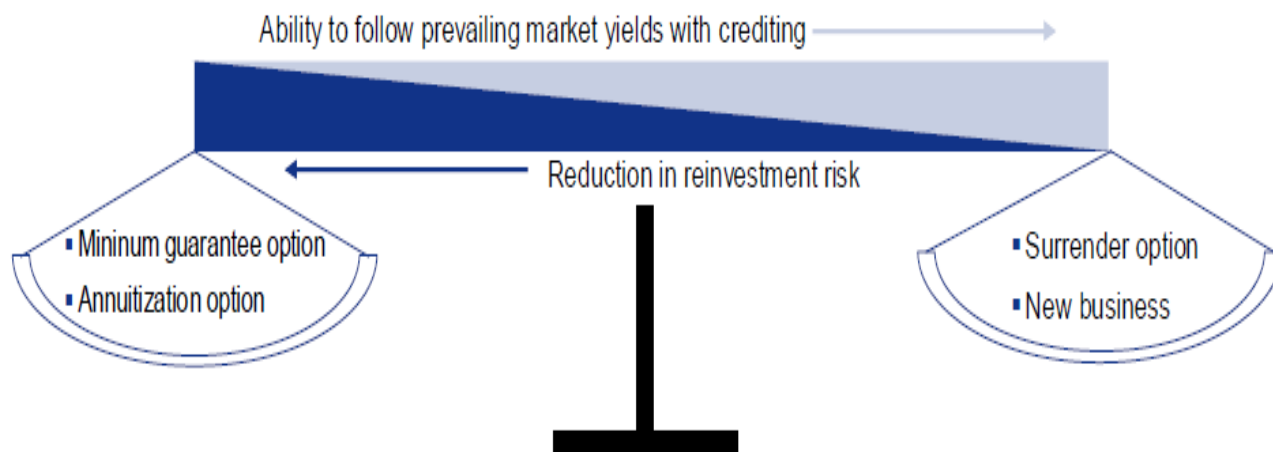 Ability to follow prevailing market yields with crediting
Reduction in reinvestment risk
▪ Mininum guarantee option
▪ Annuitization option
▪ Surrender option
▪ New business